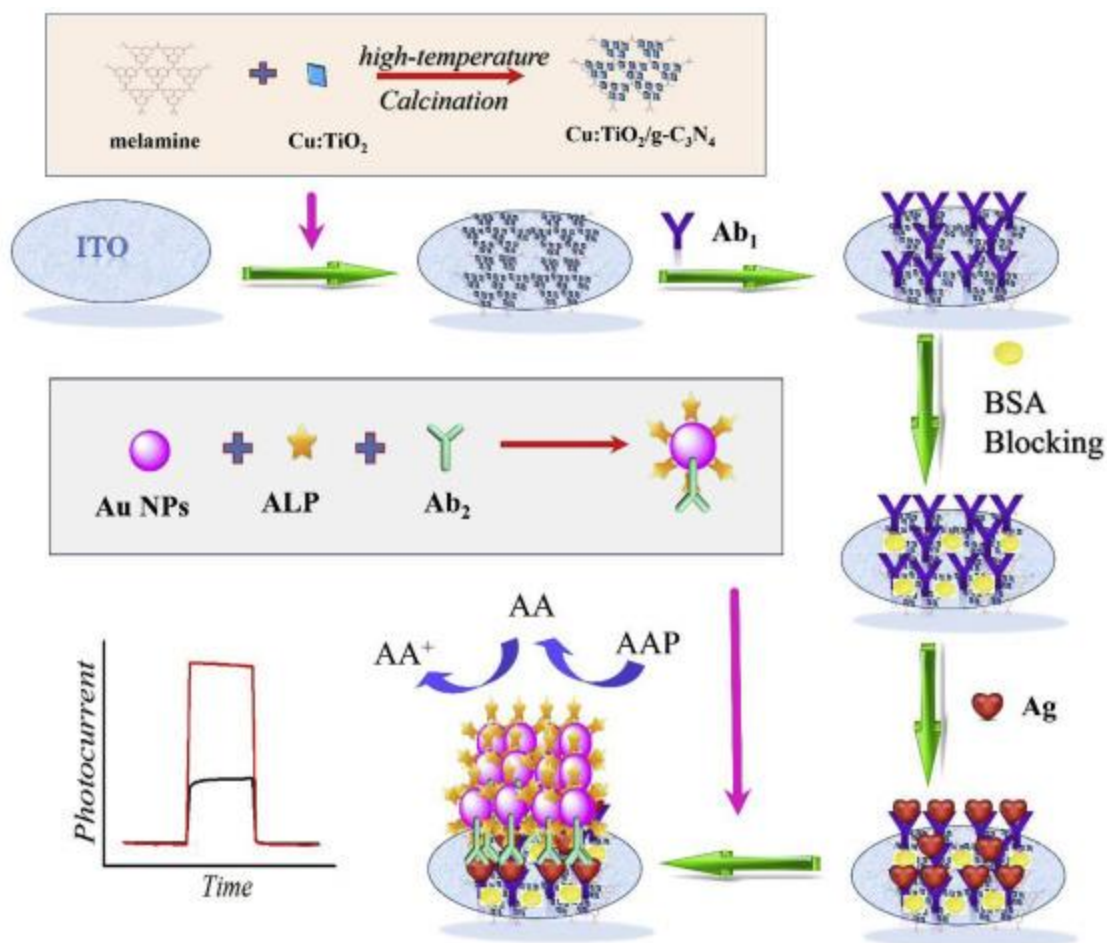 high-temperature
Calcination
melamine
Cu:TiO₂
Cu:TiO₂/g-C₃N₄
ITO
Ab₁
BSA
Blocking
Au NPs
ALP
Ab₂
AA
AA⁺
AAP
Ag
Photocurrent
Time